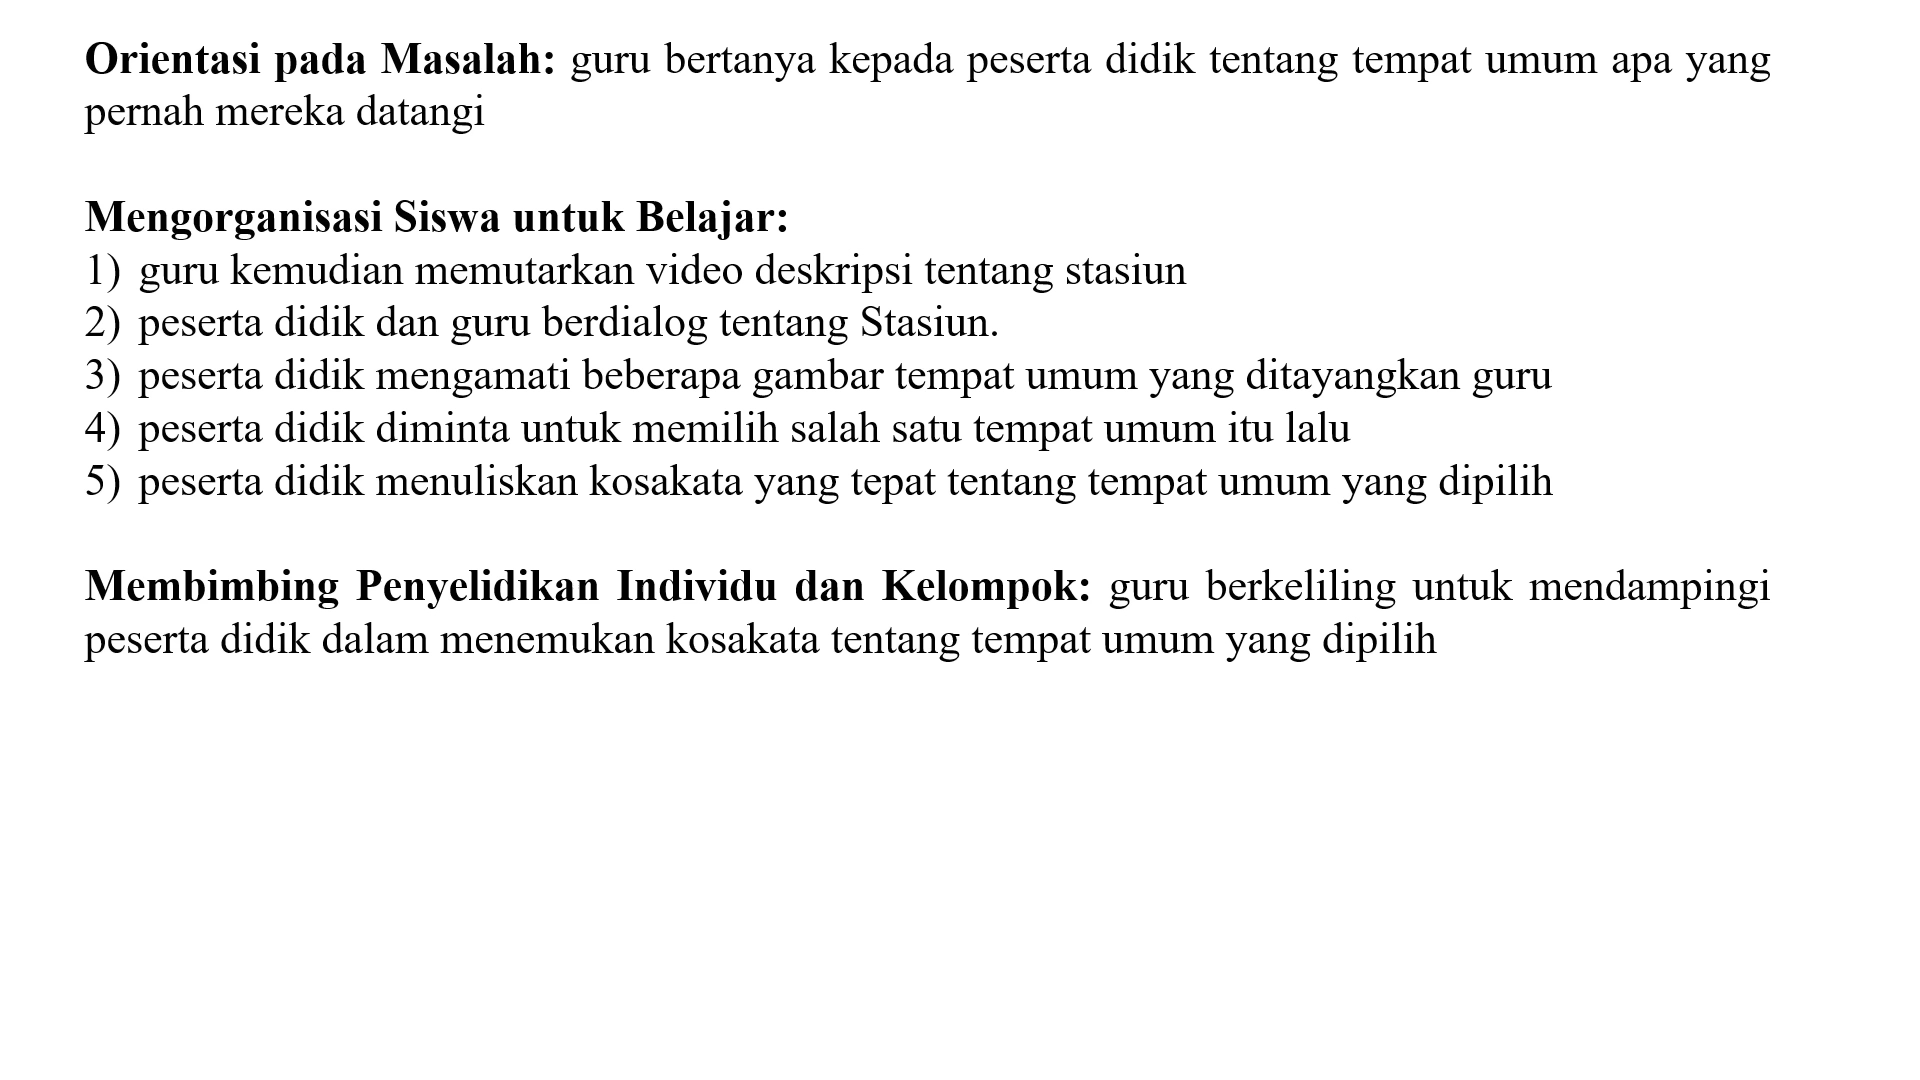 Orientasi pada Masalah: guru bertanya kepada peserta didik tentang tempat umum apa yang
pernah mereka datangi
Mengorganisasi Siswa untuk Belajar:
1) guru kemudian memutarkan video deskripsi tentang stasiun
2) peserta didik dan guru berdialog tentang Stasiun.
3) peserta didik mengamati beberapa gambar tempat umum yang ditayangkan guru
4) peserta didik diminta untuk memilih salah satu tempat umum itu lalu
5) peserta didik menuliskan kosakata yang tepat tentang tempat umum yang dipilih
Membimbing Penyelidikan Individu dan Kelompok: guru berkeliling untuk mendampingi
peserta didik dalam menemukan kosakata tentang tempat umum yang dipilih